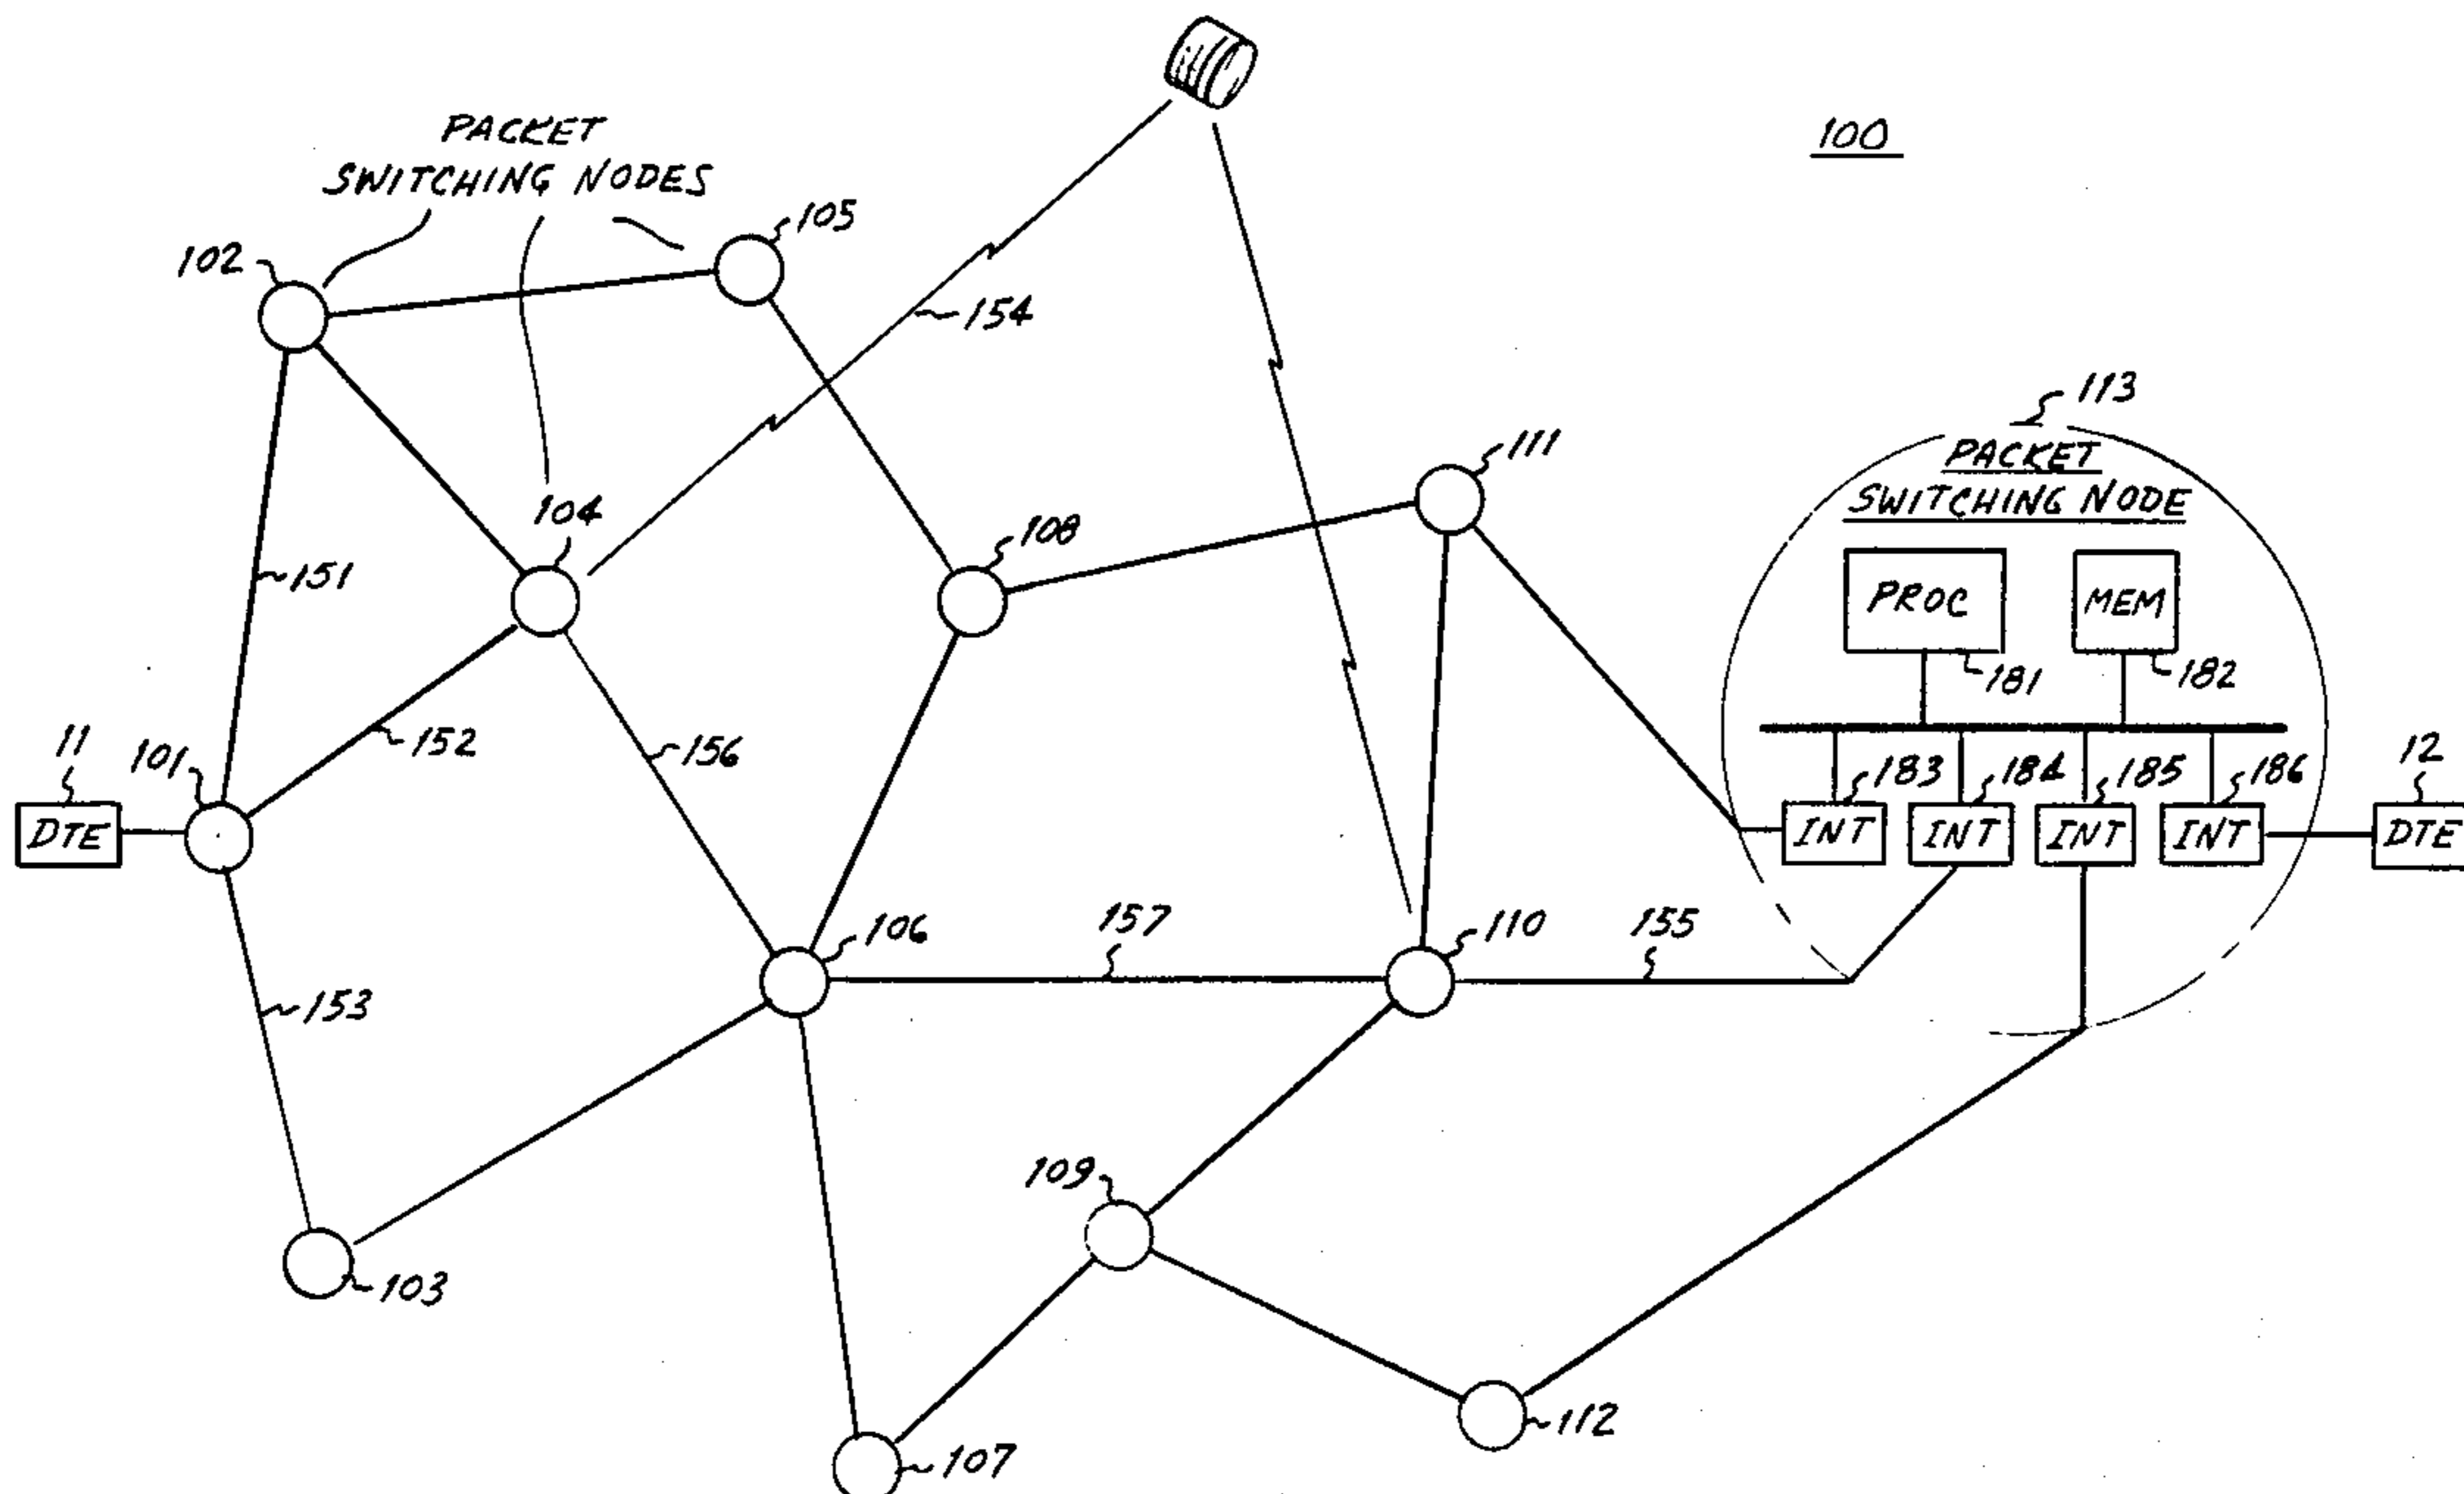 100
PACKET
SWITCHING NODES
105
102
154
113
111
PACKET
SWITCHING NODE
104
108
151
PROC
MEM
181
182
11
101
152
156
12
183
184
185
186
DTE
INT
INT
INT
INT
DTE
106
157
110
155
153
109
103
112
107